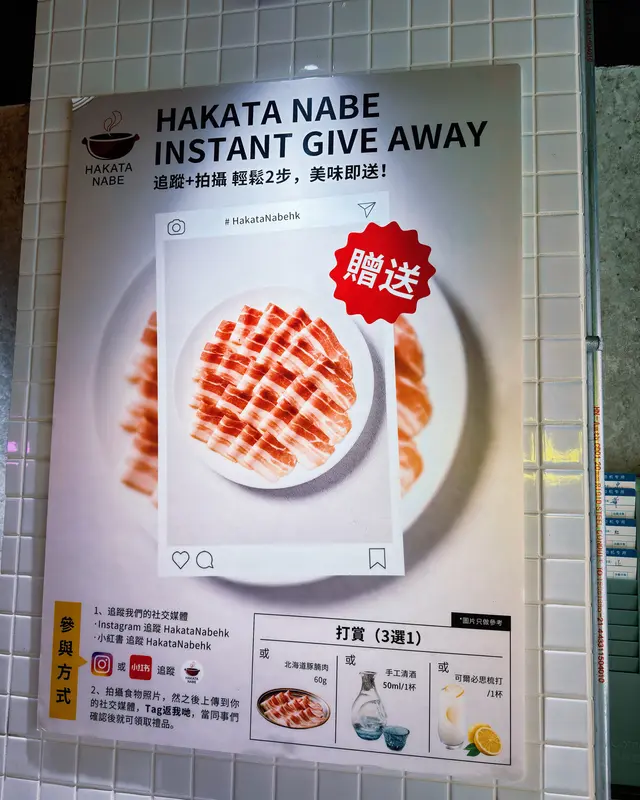 HAKATA NABE
INSTANT GIVE AWAY
HAKATA
NABE
追蹤+拍攝 輕鬆2步，美味即送！
# HakataNabehk
贈送
參與方式
1、追蹤我們的社交媒體
·Instagram 追蹤 HakataNabehk
·小紅書 追蹤 HakataNabehk
或 小红书 追蹤
2、拍攝食物照片，然之後上傳到你
的社交媒體，Tag返我哋，當同事們
確認後就可領取禮品。
*圖片只做參考
打賞（3選1）
或
北海道豚腩肉
60g
或
手工清酒
50ml/1杯
或
可爾必思梳打
/1杯